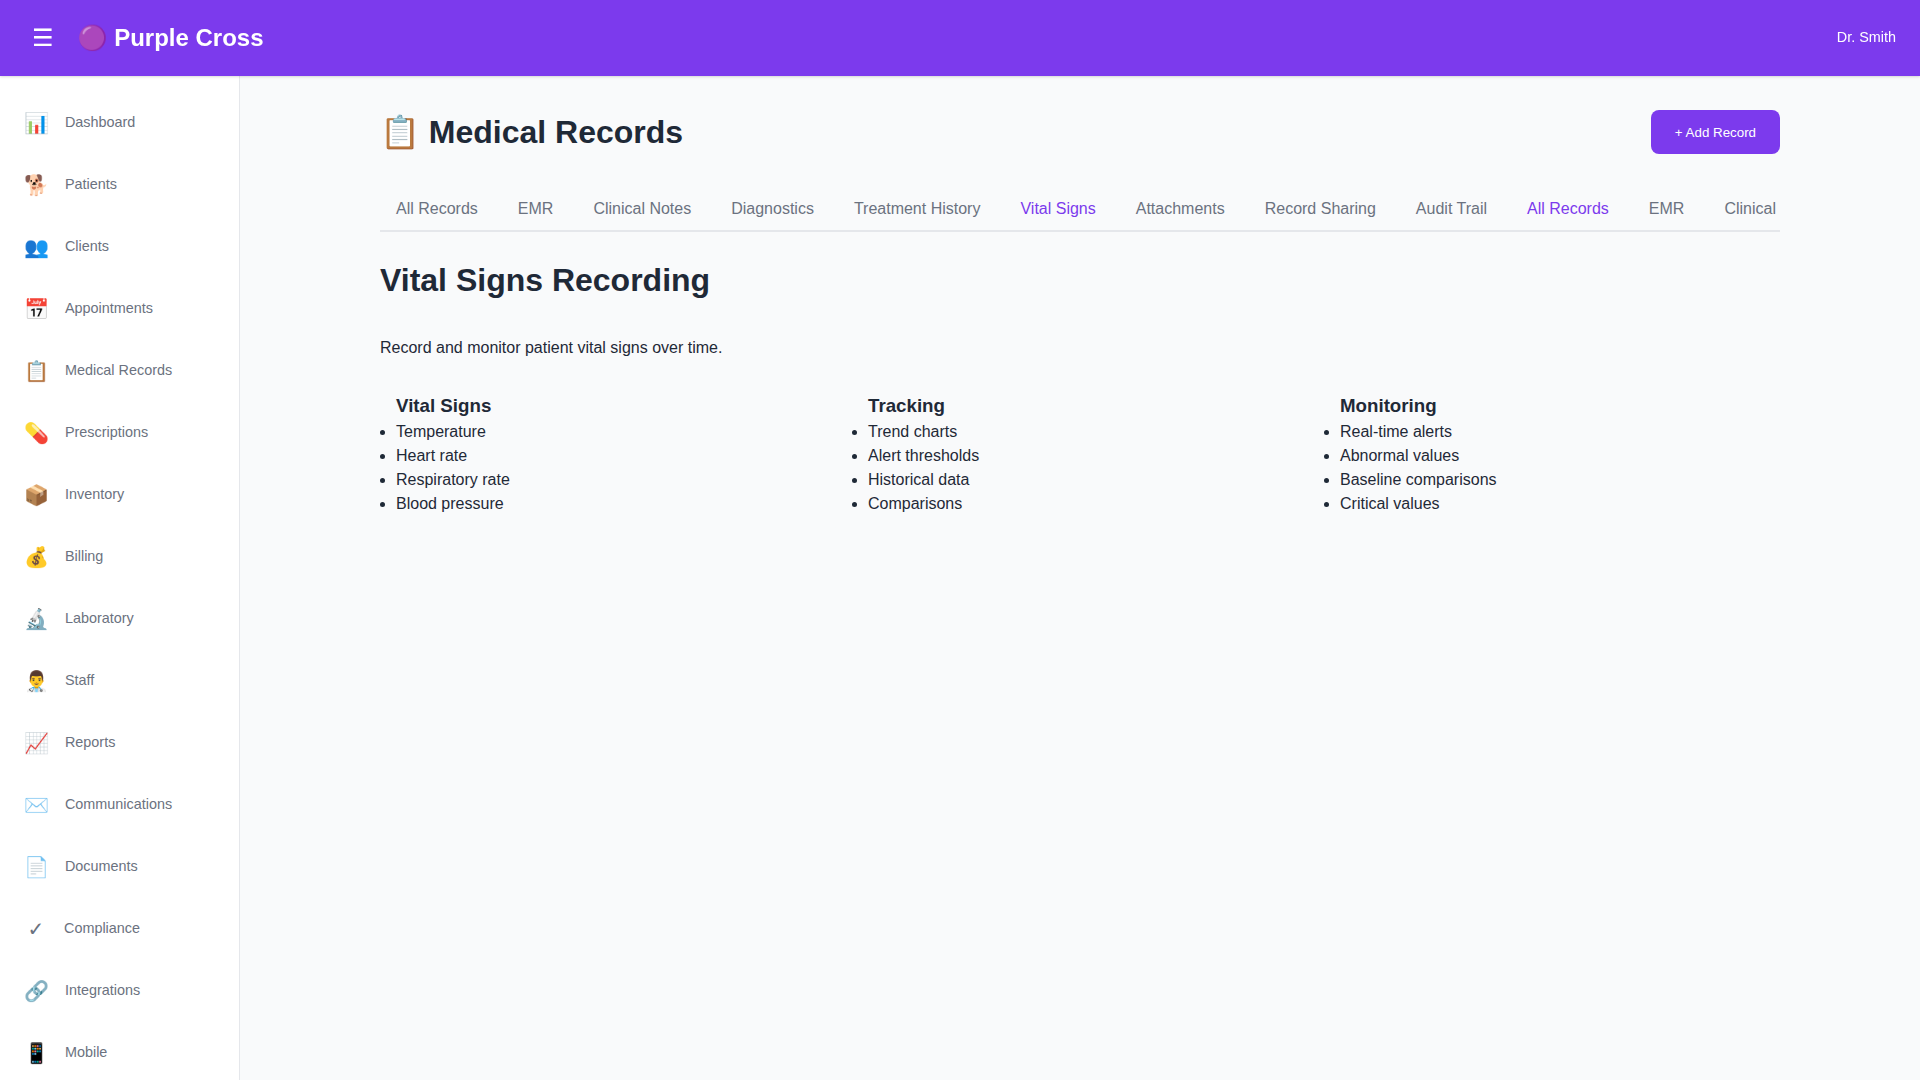 ☰ 🟣 Purple Cross
Dr. Smith
📊 Dashboard
🐕 Patients
👥 Clients
📅 Appointments
📋 Medical Records
💊 Prescriptions
📦 Inventory
💰 Billing
🔬 Laboratory
👨‍⚕️ Staff
📈 Reports
✉️ Communications
📄 Documents
✓ Compliance
🔗 Integrations
📱 Mobile
📋 Medical Records
+ Add Record
All Records EMR Clinical Notes Diagnostics Treatment History Vital Signs Attachments Record Sharing Audit Trail All Records EMR Clinical
Vital Signs Recording
Record and monitor patient vital signs over time.
Vital Signs
• Temperature
• Heart rate
• Respiratory rate
• Blood pressure
Tracking
• Trend charts
• Alert thresholds
• Historical data
• Comparisons
Monitoring
• Real-time alerts
• Abnormal values
• Baseline comparisons
• Critical values